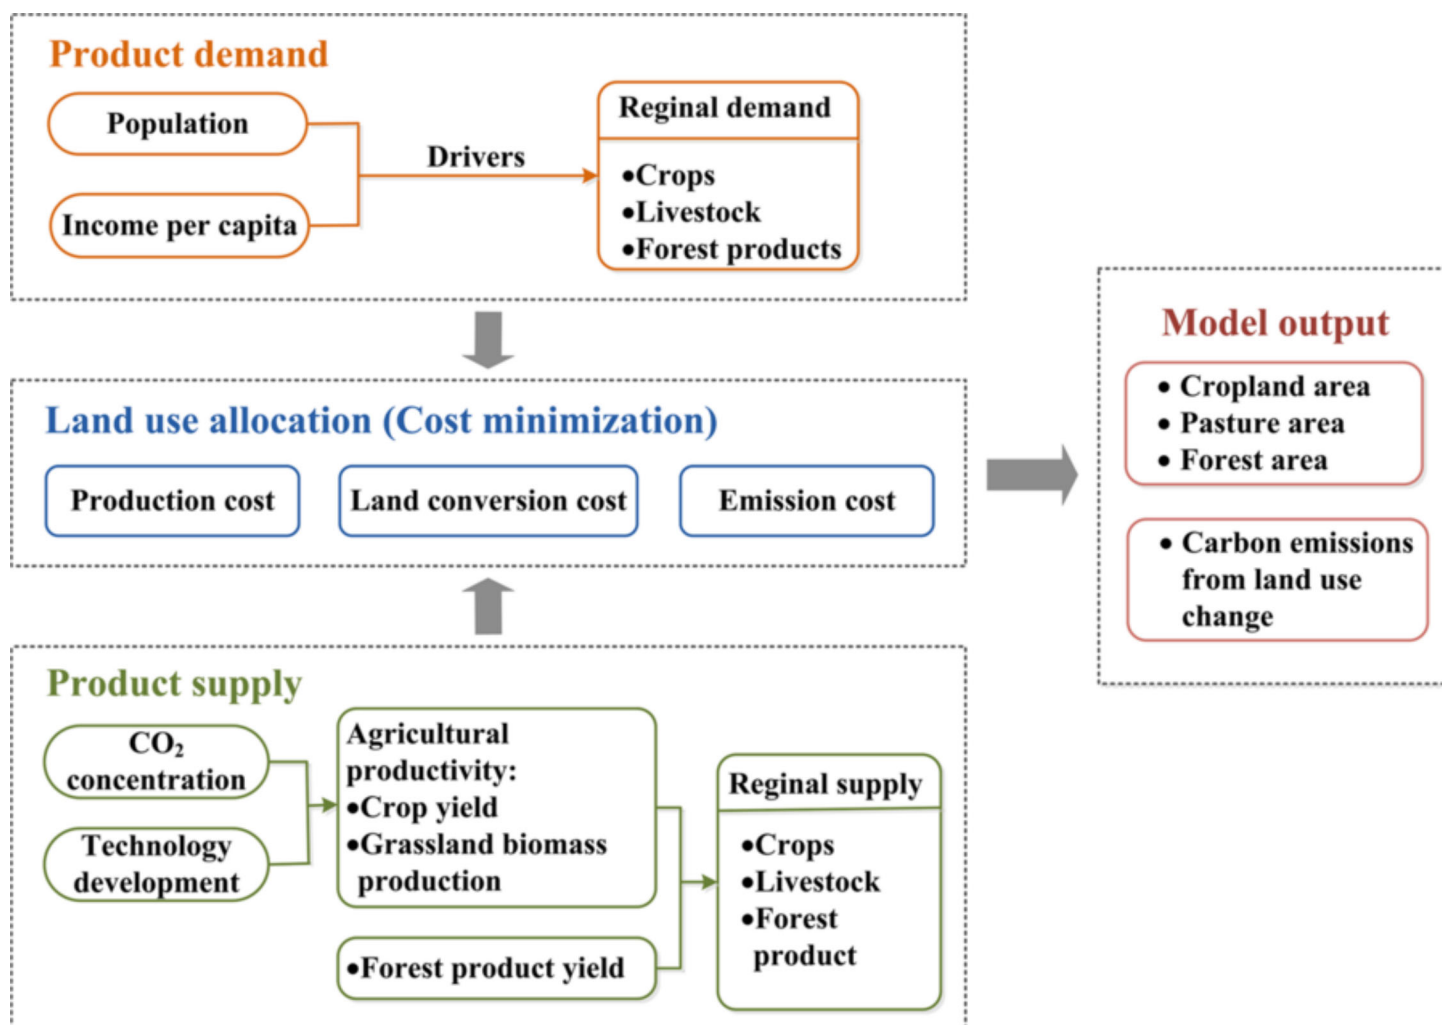 Product demand
Population
Income per capita
Drivers
Reginal demand
•Crops
•Livestock
•Forest products
Land use allocation (Cost minimization)
Production cost
Land conversion cost
Emission cost
Product supply
CO₂
concentration
Technology
development
Agricultural
productivity:
•Crop yield
•Grassland biomass
production
•Forest product yield
Reginal supply
•Crops
•Livestock
•Forest
product
Model output
• Cropland area
• Pasture area
• Forest area
• Carbon emissions
from land use
change